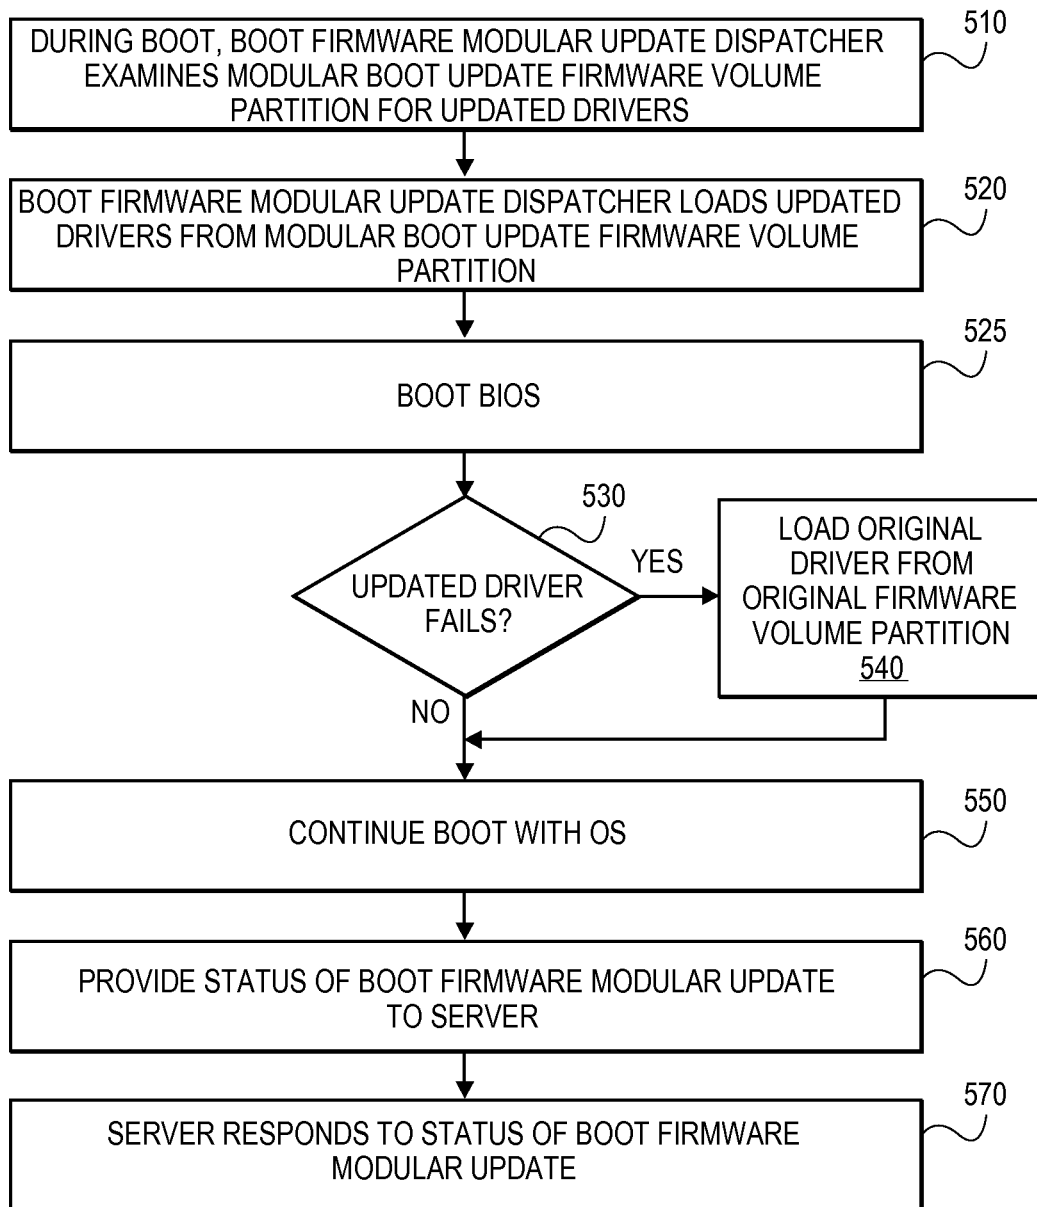 510
DURING BOOT, BOOT FIRMWARE MODULAR UPDATE DISPATCHER
EXAMINES MODULAR BOOT UPDATE FIRMWARE VOLUME
PARTITION FOR UPDATED DRIVERS
520
BOOT FIRMWARE MODULAR UPDATE DISPATCHER LOADS UPDATED
DRIVERS FROM MODULAR BOOT UPDATE FIRMWARE VOLUME
PARTITION
525
BOOT BIOS
530
UPDATED DRIVER
FAILS?
YES
LOAD ORIGINAL
DRIVER FROM
ORIGINAL FIRMWARE
VOLUME PARTITION
540
NO
550
CONTINUE BOOT WITH OS
560
PROVIDE STATUS OF BOOT FIRMWARE MODULAR UPDATE
TO SERVER
570
SERVER RESPONDS TO STATUS OF BOOT FIRMWARE
MODULAR UPDATE